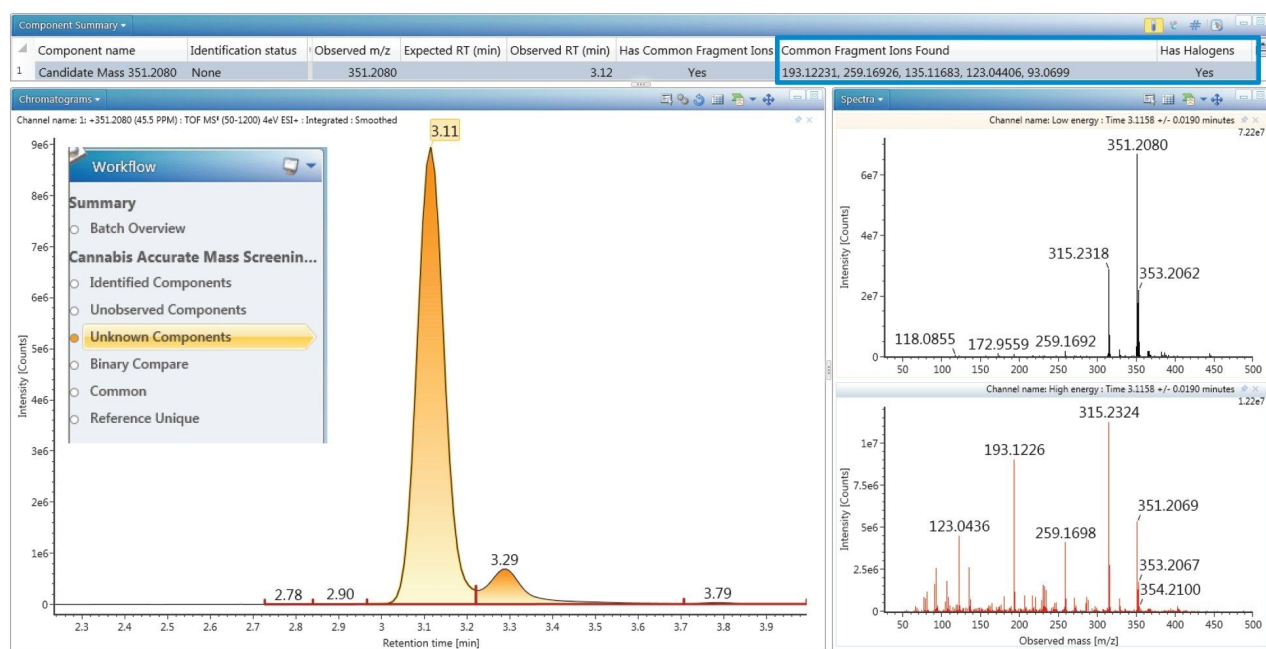 Component Summary
Component name Identification status Observed m/z Expected RT (min) Observed RT (min) Has Common Fragment Ions Common Fragment Ions Found Has Halogens
1 Candidate Mass 351.2080 None 351.2080 3.12 Yes 193.12231, 259.16926, 135.11683, 123.04406, 93.0699 Yes
Chromatograms
Channel name: 1: +351.2080 (45.5 PPM) : TOF MSᴱ (50-1200) 4eV ESI+ : Integrated : Smoothed
3.11
9e6
8e6
7e6
6e6
5e6
4e6
3e6
2e6
1e6
0
Intensity [Counts]
Workflow
Summary
Batch Overview
Cannabis Accurate Mass Screenin...
Identified Components
Unobserved Components
Unknown Components
Binary Compare
Common
Reference Unique
2.78
2.90
3.29
3.79
2.3 2.4 2.5 2.6 2.7 2.8 2.9 3 3.1 3.2 3.3 3.4 3.5 3.6 3.7 3.8 3.9
Retention time [min]
Spectra
Channel name: Low energy : Time 3.1158 +/- 0.0190 minutes
7.22e7
351.2080
6e7
4e7
2e7
0
Intensity [Counts]
315.2318
353.2062
118.0855
172.9559
259.1692
50 100 150 200 250 300 350 400 450 500
Channel name: High energy : Time 3.1158 +/- 0.0190 minutes
1.22e7
315.2324
1e7
7.5e6
5e6
2.5e6
0
Intensity [Counts]
193.1226
351.2069
123.0436
259.1698
353.2067
354.2100
50 100 150 200 250 300 350 400 450 500
Observed mass [m/z]